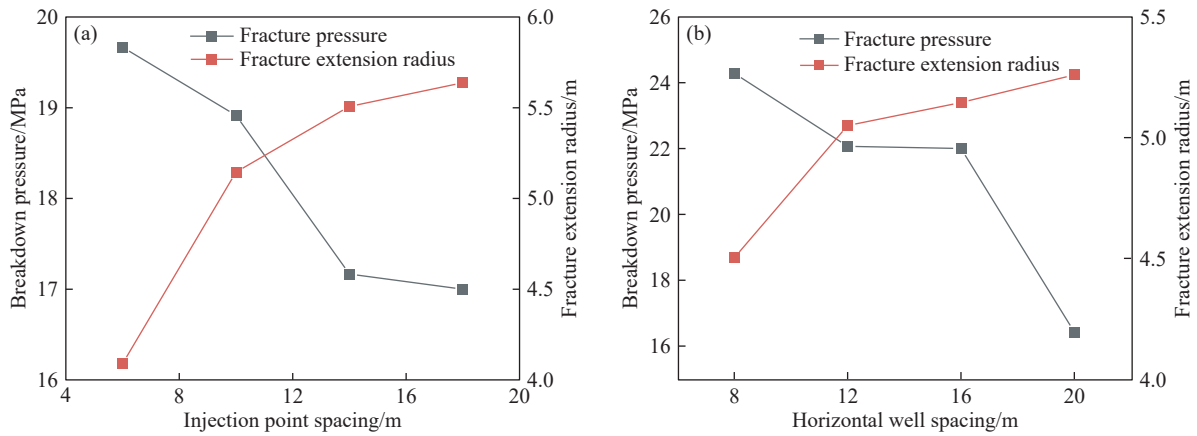 (a)
Fracture pressure
Fracture extension radius
Breakdown pressure/MPa
20
19
18
17
16
6.0
5.5
5.0
4.5
4.0
Fracture extension radius/m
4
8
12
16
20
Injection point spacing/m
(b)
Fracture pressure
Fracture extension radius
Breakdown pressure/MPa
26
24
22
20
18
16
5.5
5.0
4.5
4.0
Fracture extension radius/m
8
12
16
20
Horizontal well spacing/m